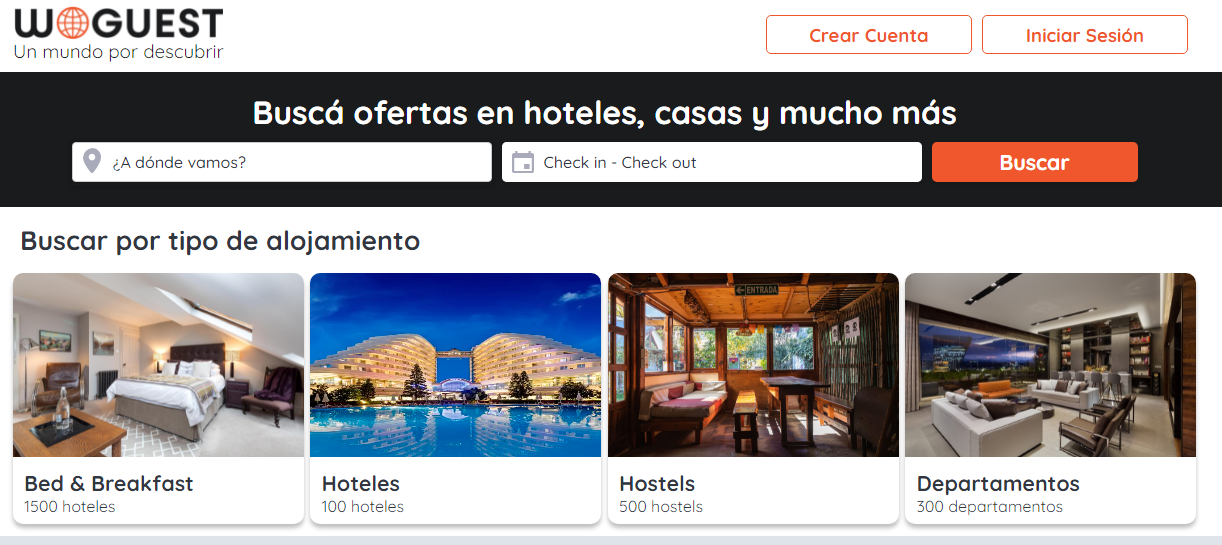 WOGUEST
Un mundo por descubrir
Crear Cuenta
Iniciar Sesión
Buscá ofertas en hoteles, casas y mucho más
¿A dónde vamos?
Check in - Check out
Buscar
Buscar por tipo de alojamiento
ENTRADA
Bed & Breakfast
1500 hoteles
Hoteles
100 hoteles
Hostels
500 hostels
Departamentos
300 departamentos